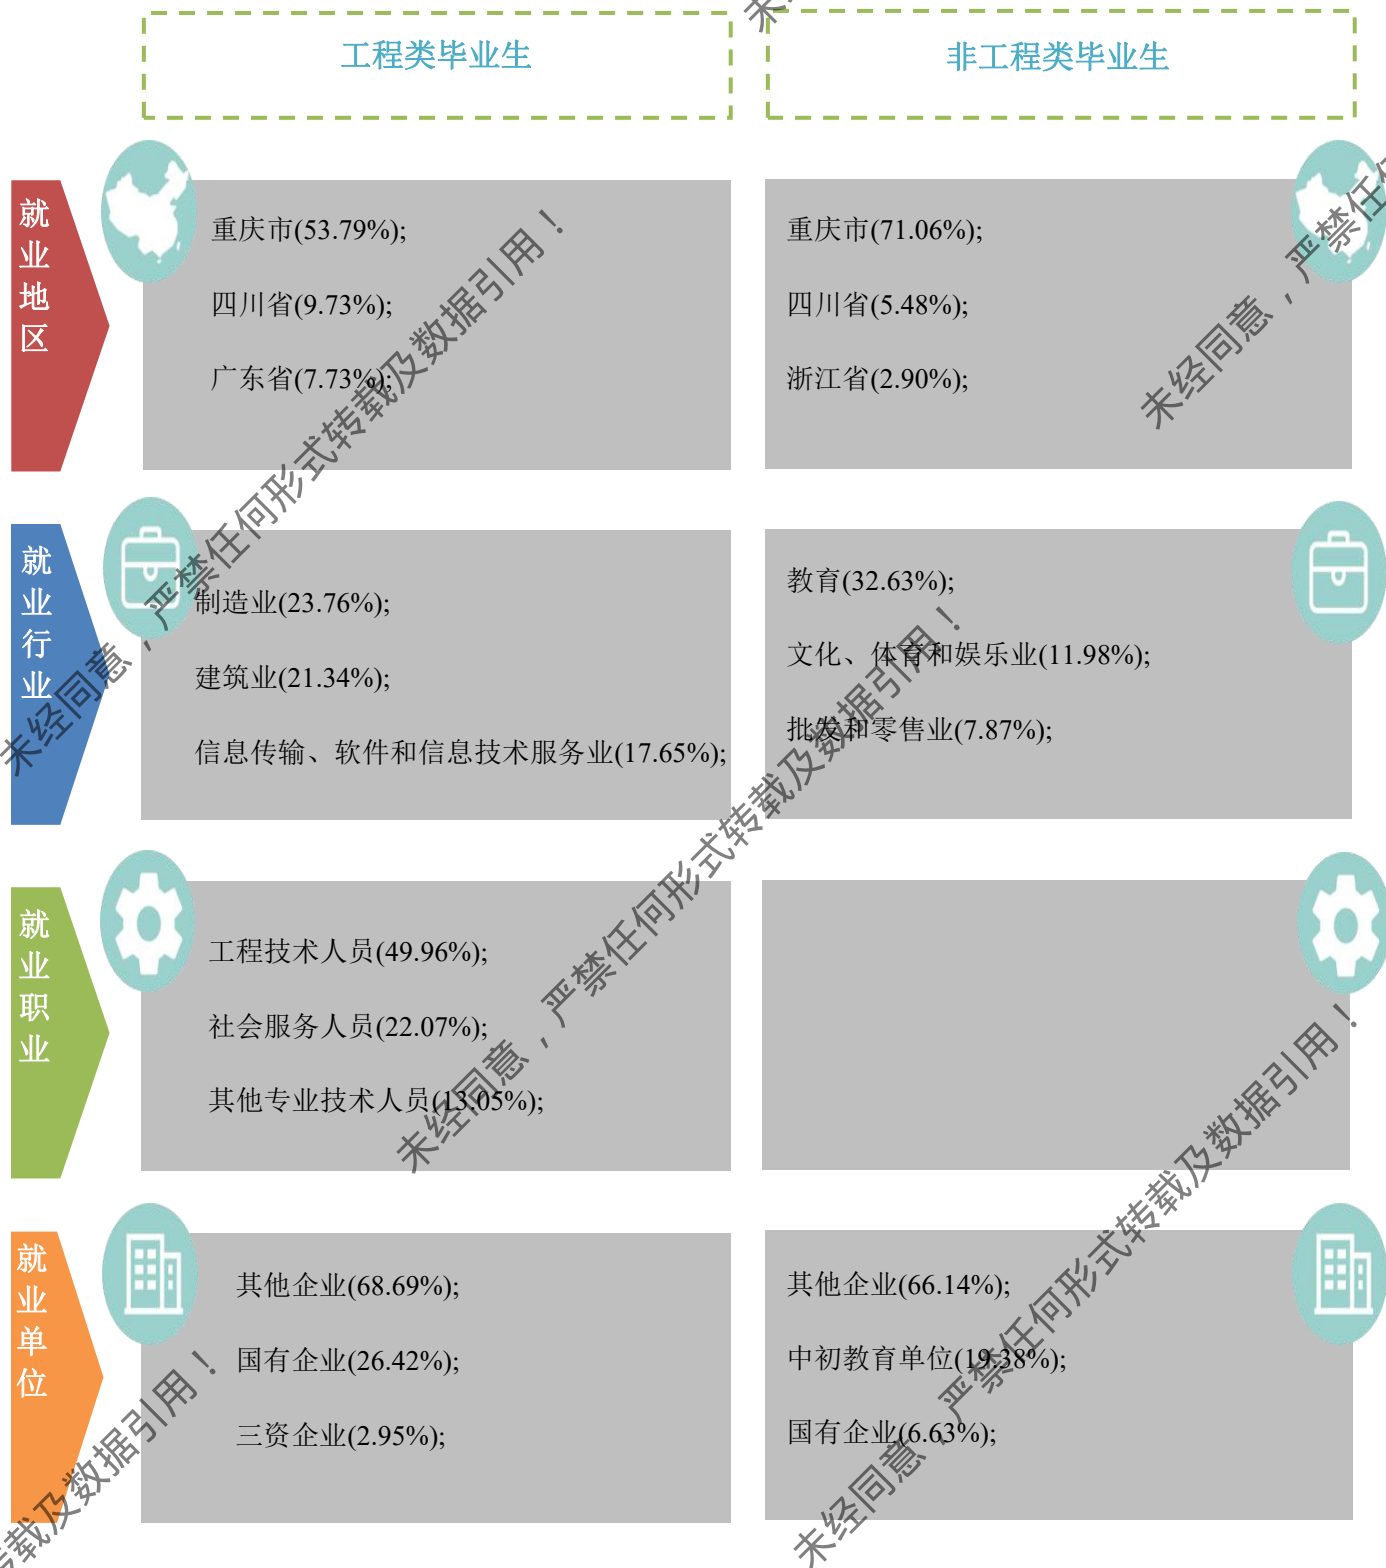 工程类毕业生
非工程类毕业生
就业地区
重庆市(53.79%);
四川省(9.73%);
广东省(7.73%);
重庆市(71.06%);
四川省(5.48%);
浙江省(2.90%);
就业行业
制造业(23.76%);
建筑业(21.34%);
信息传输、软件和信息技术服务业(17.65%);
教育(32.63%);
文化、体育和娱乐业(11.98%);
批发和零售业(7.87%);
就业职业
工程技术人员(49.96%);
社会服务人员(22.07%);
其他专业技术人员(13.05%);
就业单位
其他企业(68.69%);
国有企业(26.42%);
三资企业(2.95%);
其他企业(66.14%);
中初教育单位(19.38%);
国有企业(6.63%);
未经同意，严禁任何形式转载及数据引用！
未经同意，严禁任何形式转载及数据引用！
未经同意，严禁任何形式转载及数据引用！
未经同意，严禁任何
转载及数据引用！
未